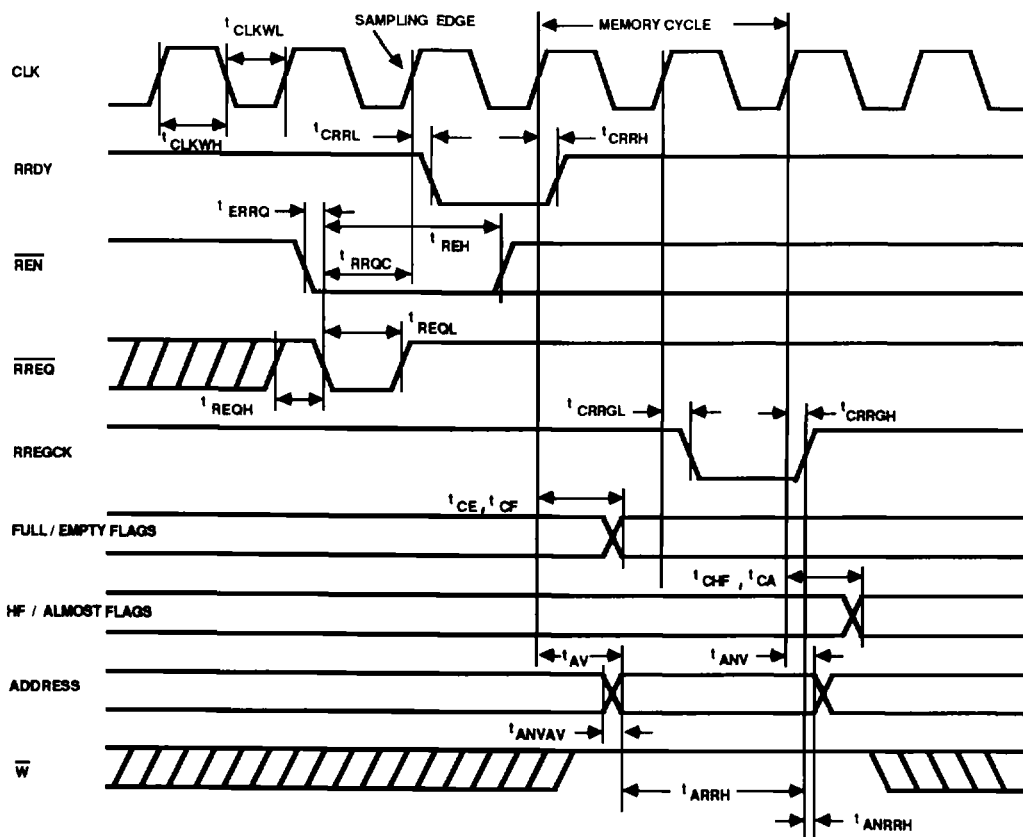 SAMPLING EDGE
MEMORY CYCLE
t CLKWL
CLK
t CLKWH
t CRRL
t CRRH
RRDY
t ERRQ
t REH
t RRQC
REN
t REQL
RREQ
t REQH
t CRRGL
t CRRGH
RREGCK
t CE , t CF
FULL / EMPTY FLAGS
t CHF , t CA
HF / ALMOST FLAGS
t AV
t ANV
ADDRESS
t ANVAV
W
t ARRH
t ANRRH